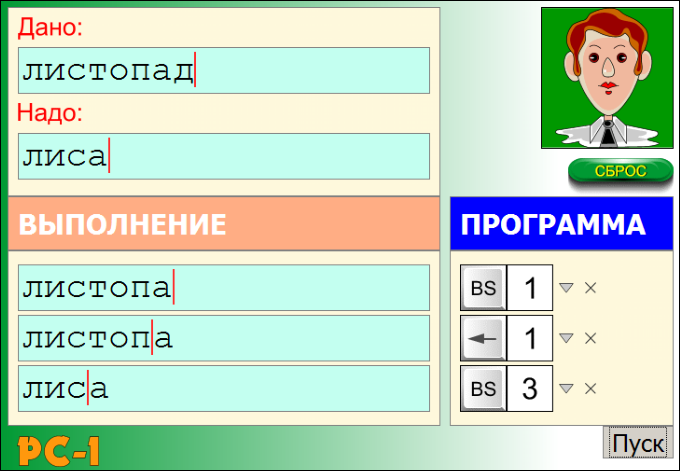 Дано:
листопад
Надо:
лиса
СБРОС
ВЫПОЛНЕНИЕ
ПРОГРАММА
листопа
BS 1
листопа
← 1
лиса
BS 3
РС-1
Пуск